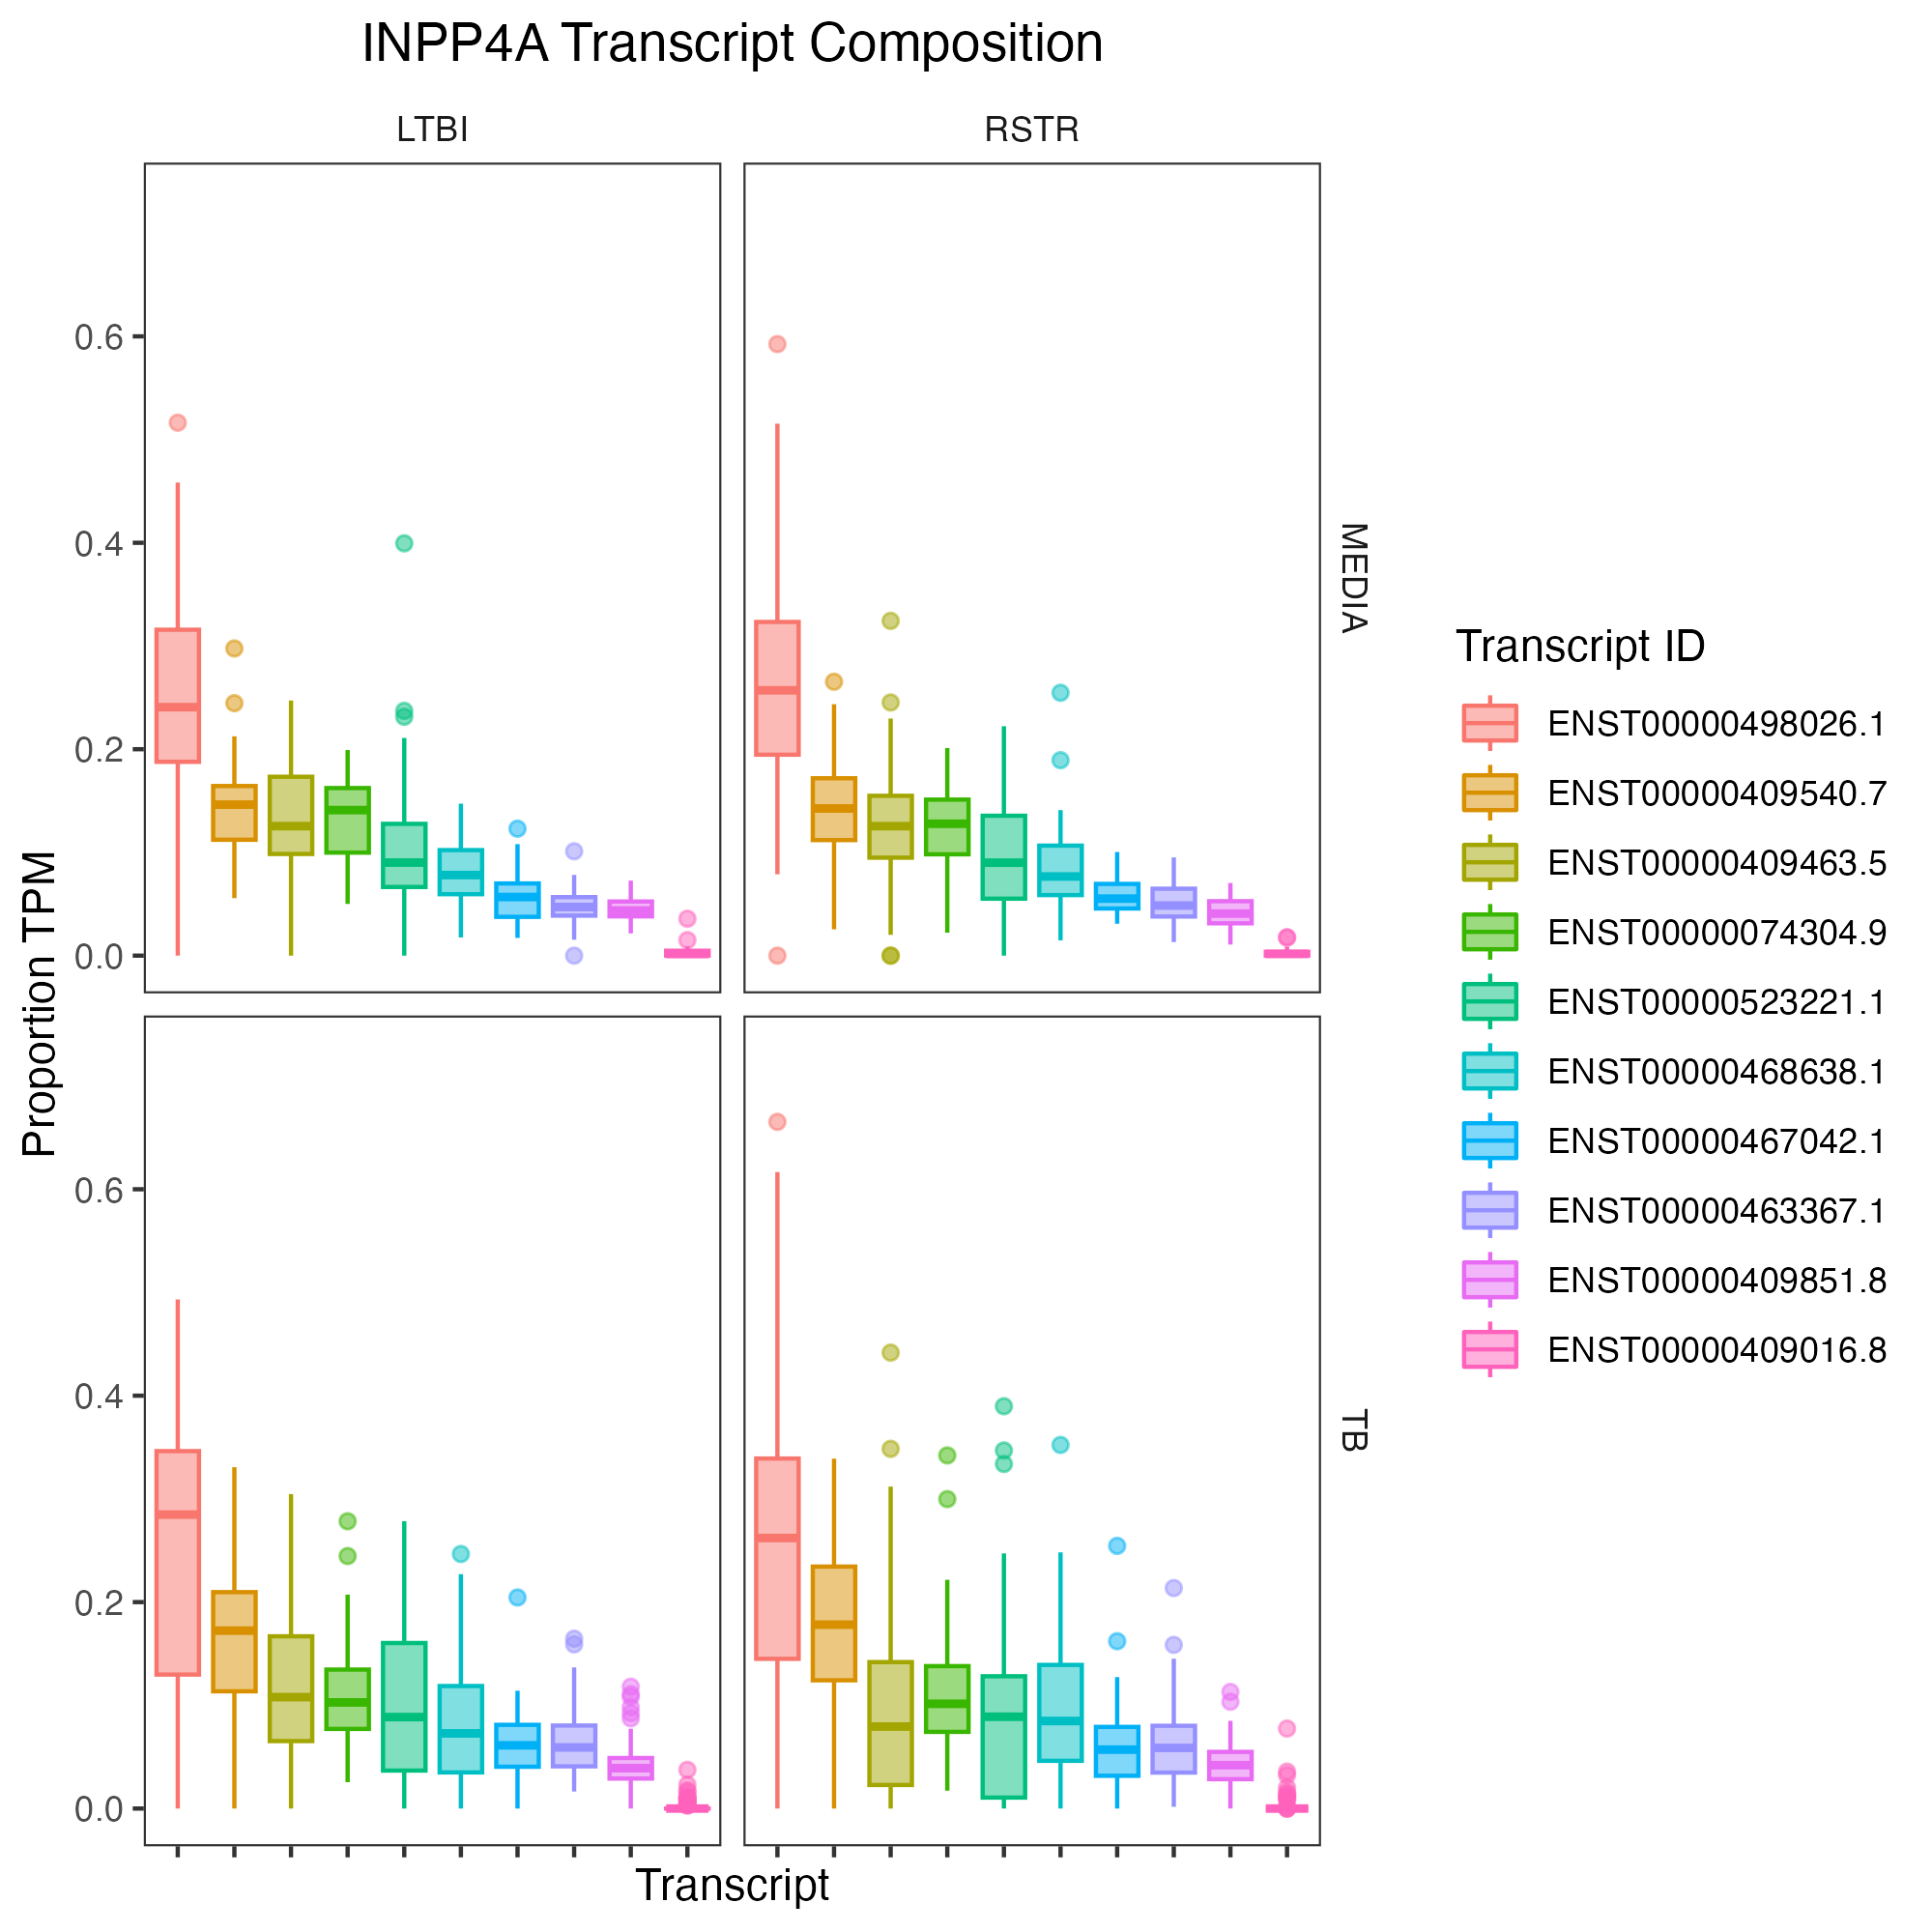 INPP4A Transcript Composition
LTBI
RSTR
0.6
0.4
0.2
0.0
MEDIA
0.6
0.4
0.2
0.0
TB
Proportion TPM
Transcript
Transcript ID
ENST00000498026.1
ENST00000409540.7
ENST00000409463.5
ENST00000074304.9
ENST00000523221.1
ENST00000468638.1
ENST00000467042.1
ENST00000463367.1
ENST00000409851.8
ENST00000409016.8